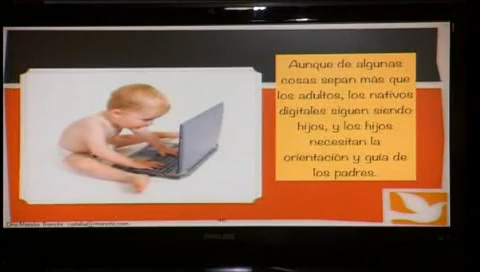 Aunque de algunas
cosas sepan más que
los adultos, los nativos
digitales siguen siendo
hijos, y los hijos
necesitan la
orientación y guía de
los padres.